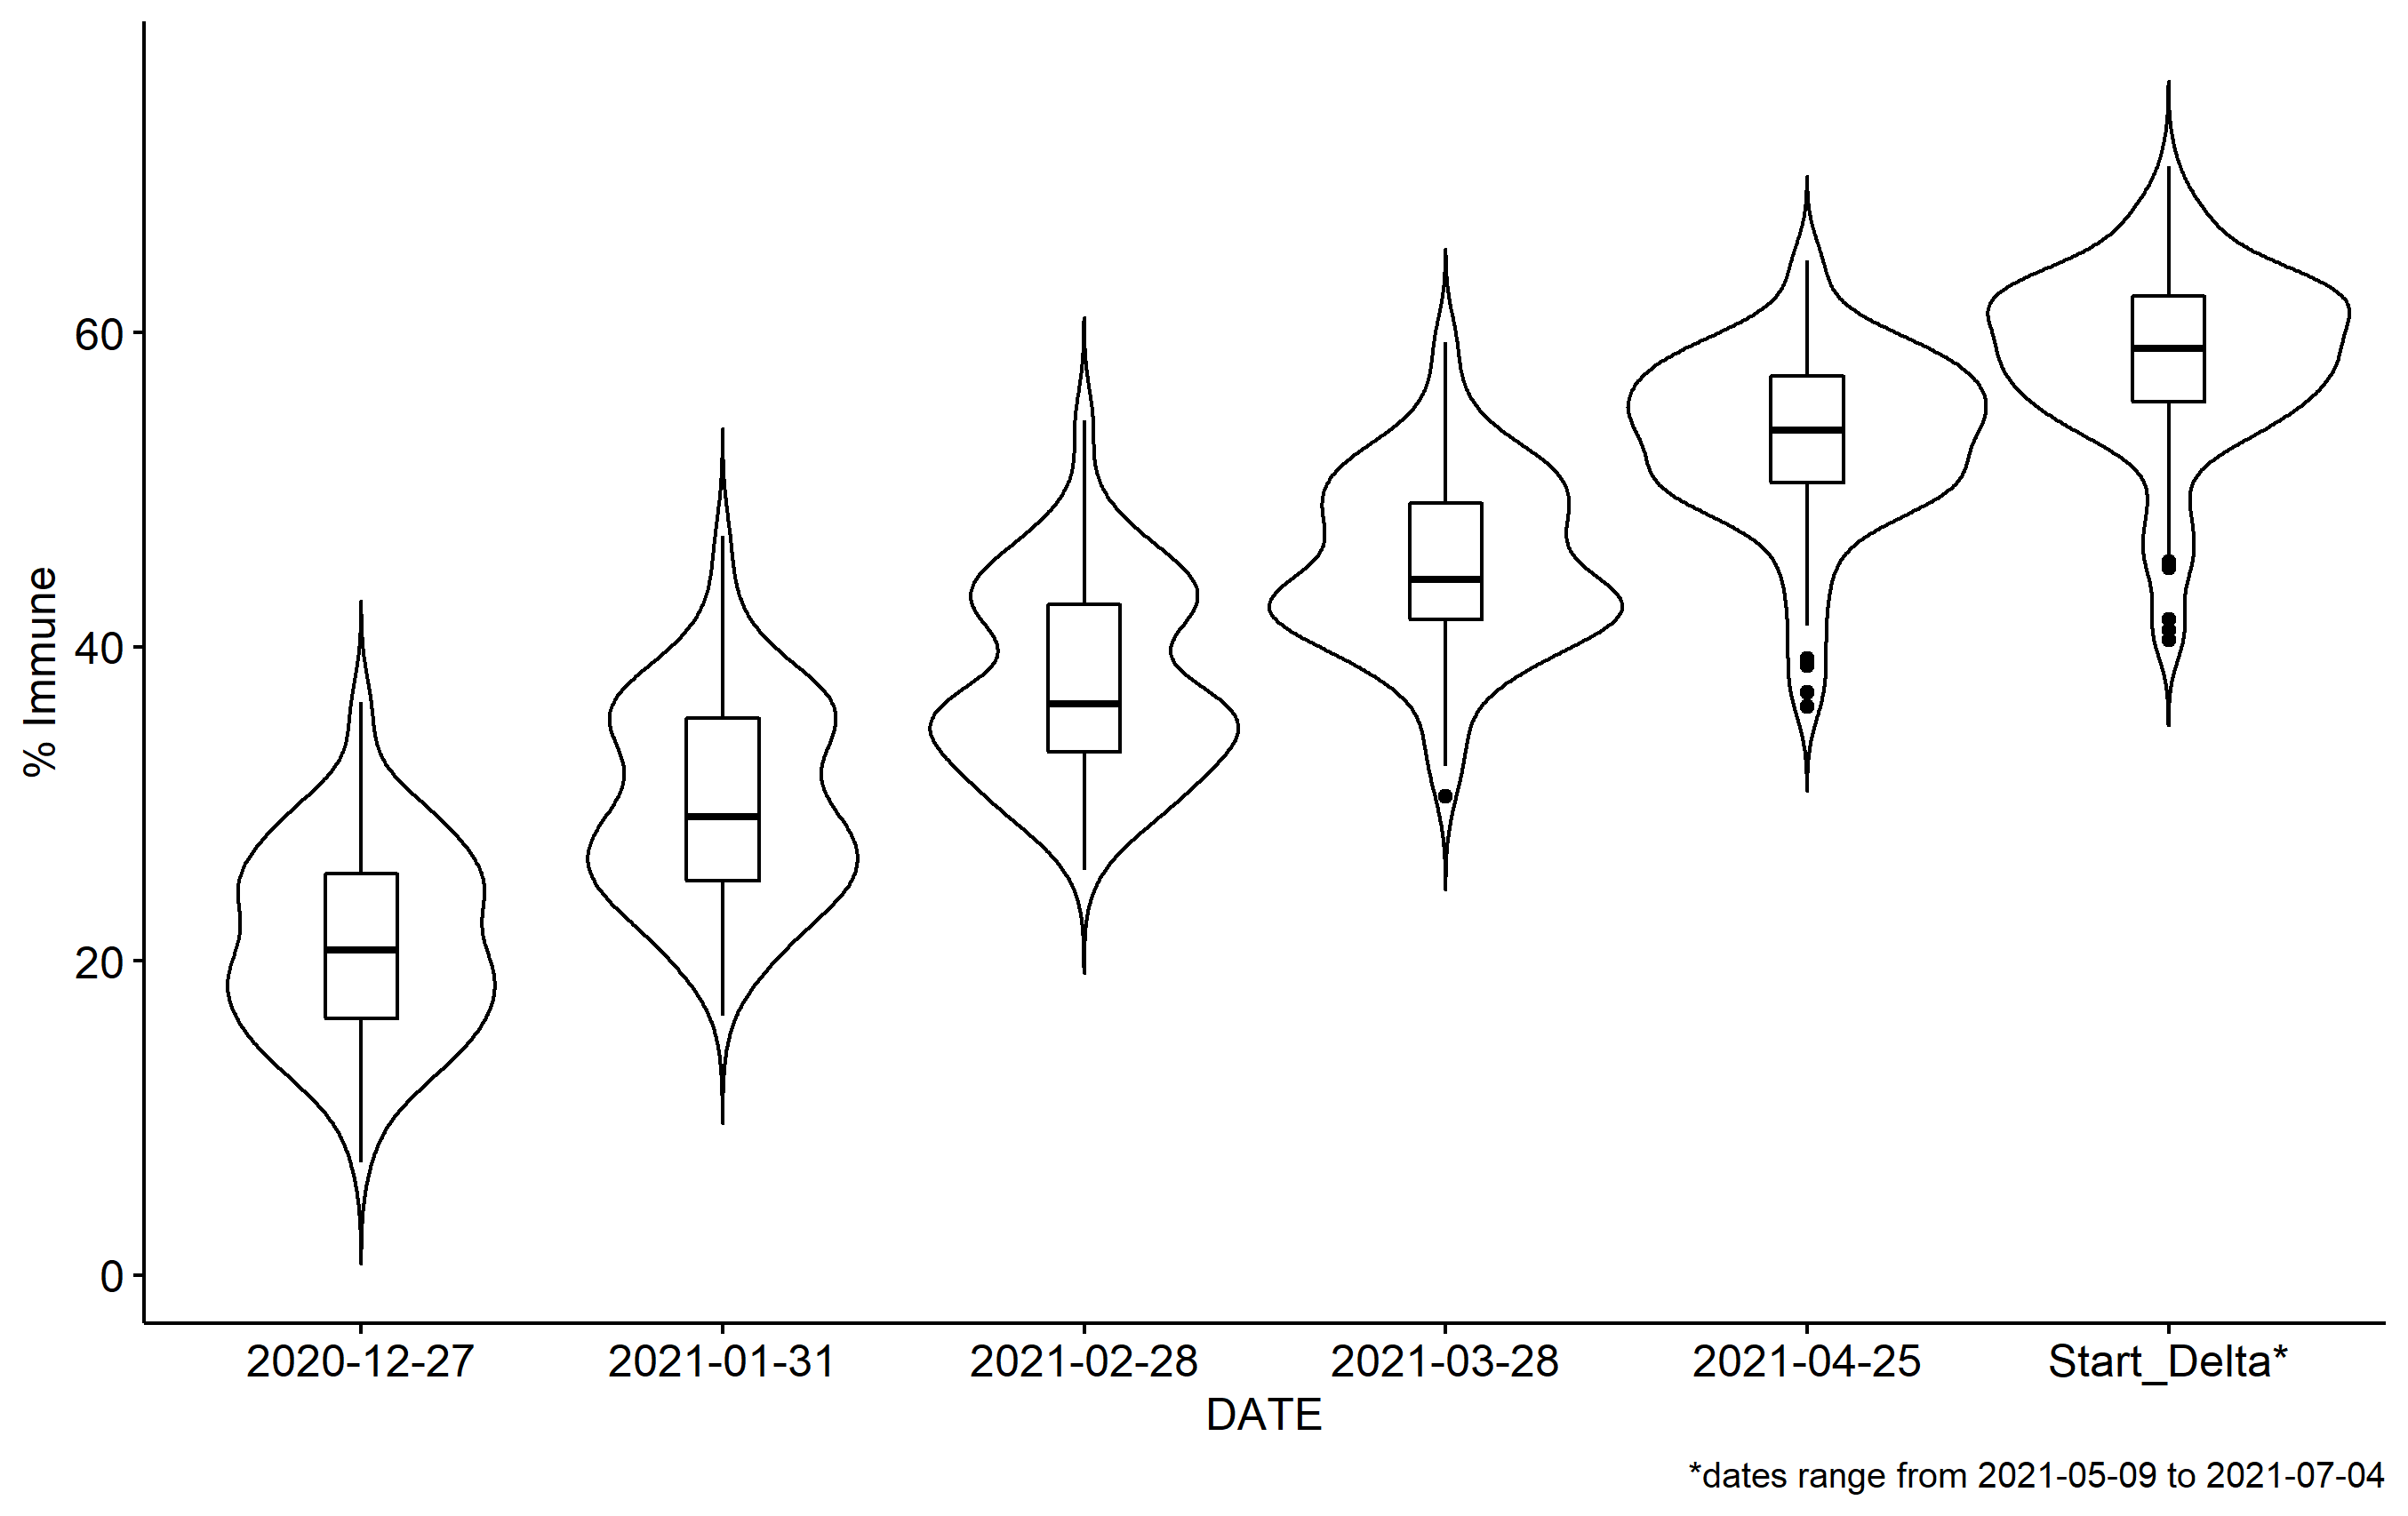 % Immune
60
40
20
0
2020-12-27 2021-01-31 2021-02-28 2021-03-28 2021-04-25 Start_Delta*
DATE
*dates range from 2021-05-09 to 2021-07-04